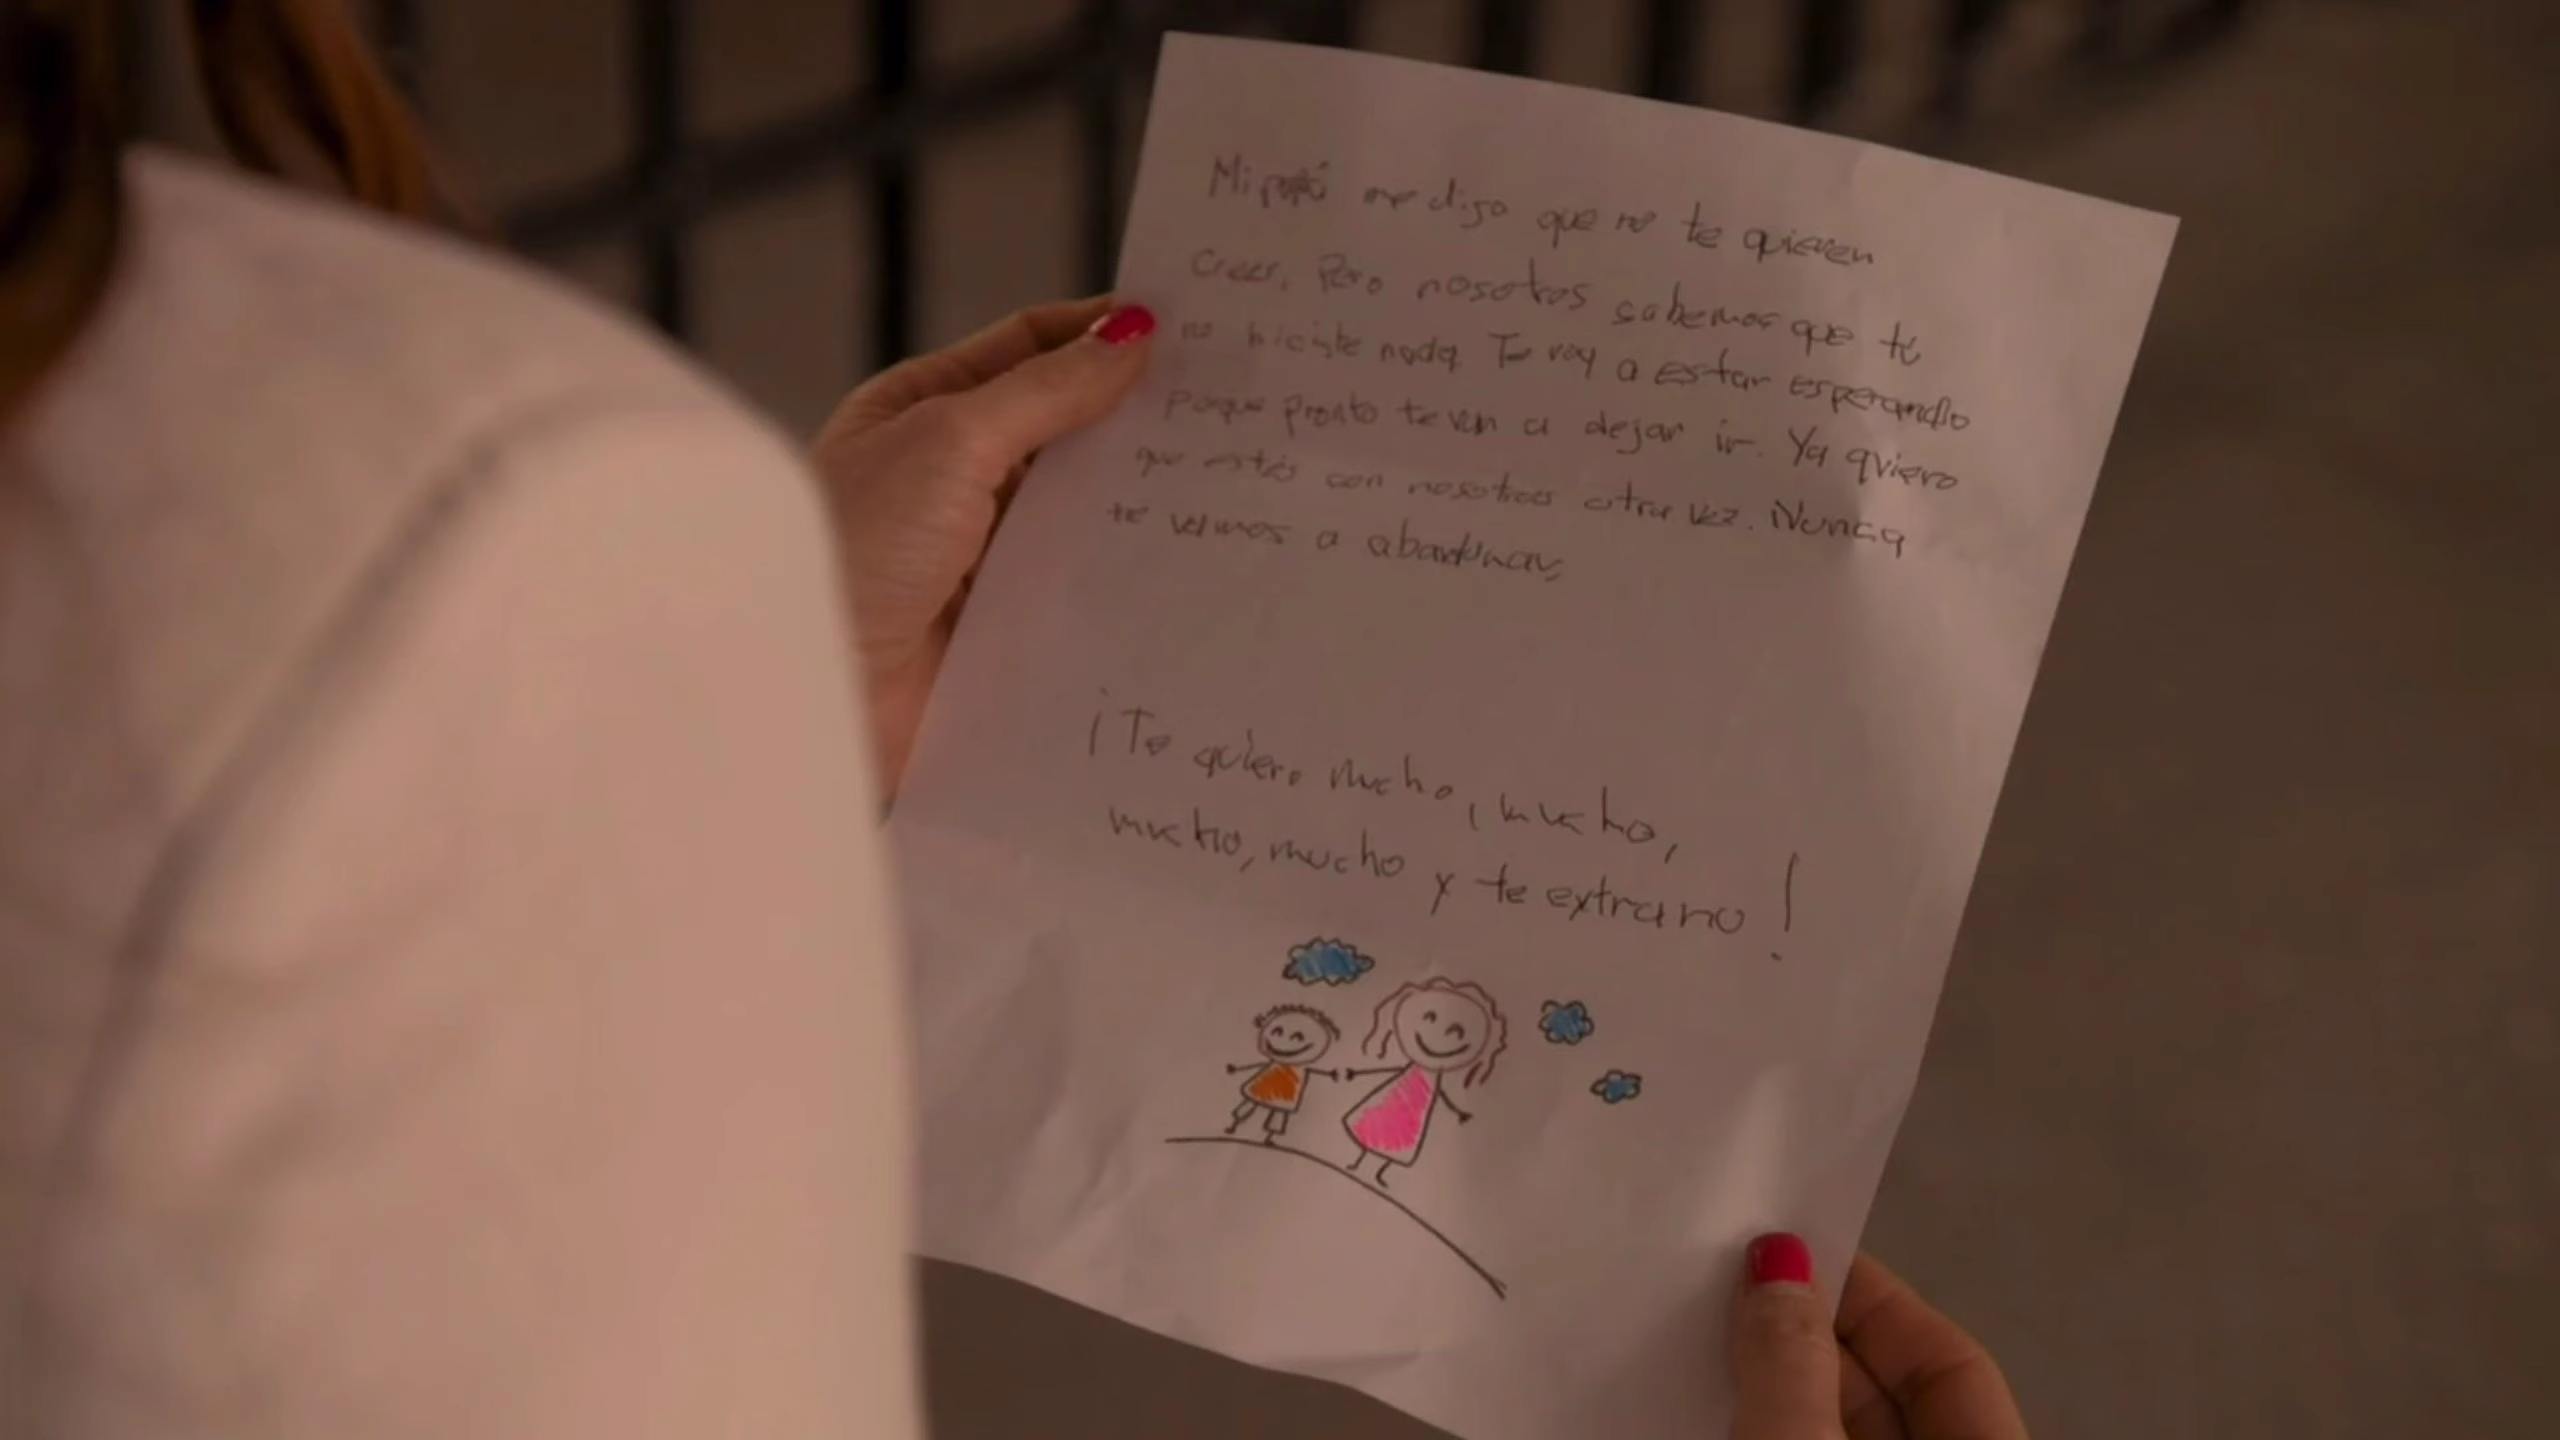 Mi papá me dijo que no te quieren
creer, Pero nosotros sabemos que tú
no hiciste nada. Te voy a estar esperando
porque pronto te van a dejar ir. Ya quiero
que estés con nosotros otra vez. Nunca
te vamos a abandonar,
¡Te quiero mucho, mucho,
mucho, mucho y te extrano!